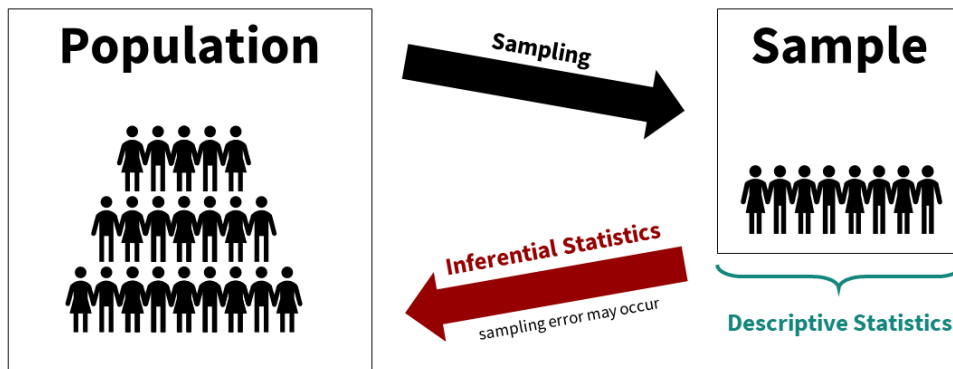 Population
Sampling
Sample
Inferential Statistics
sampling error may occur
Descriptive Statistics